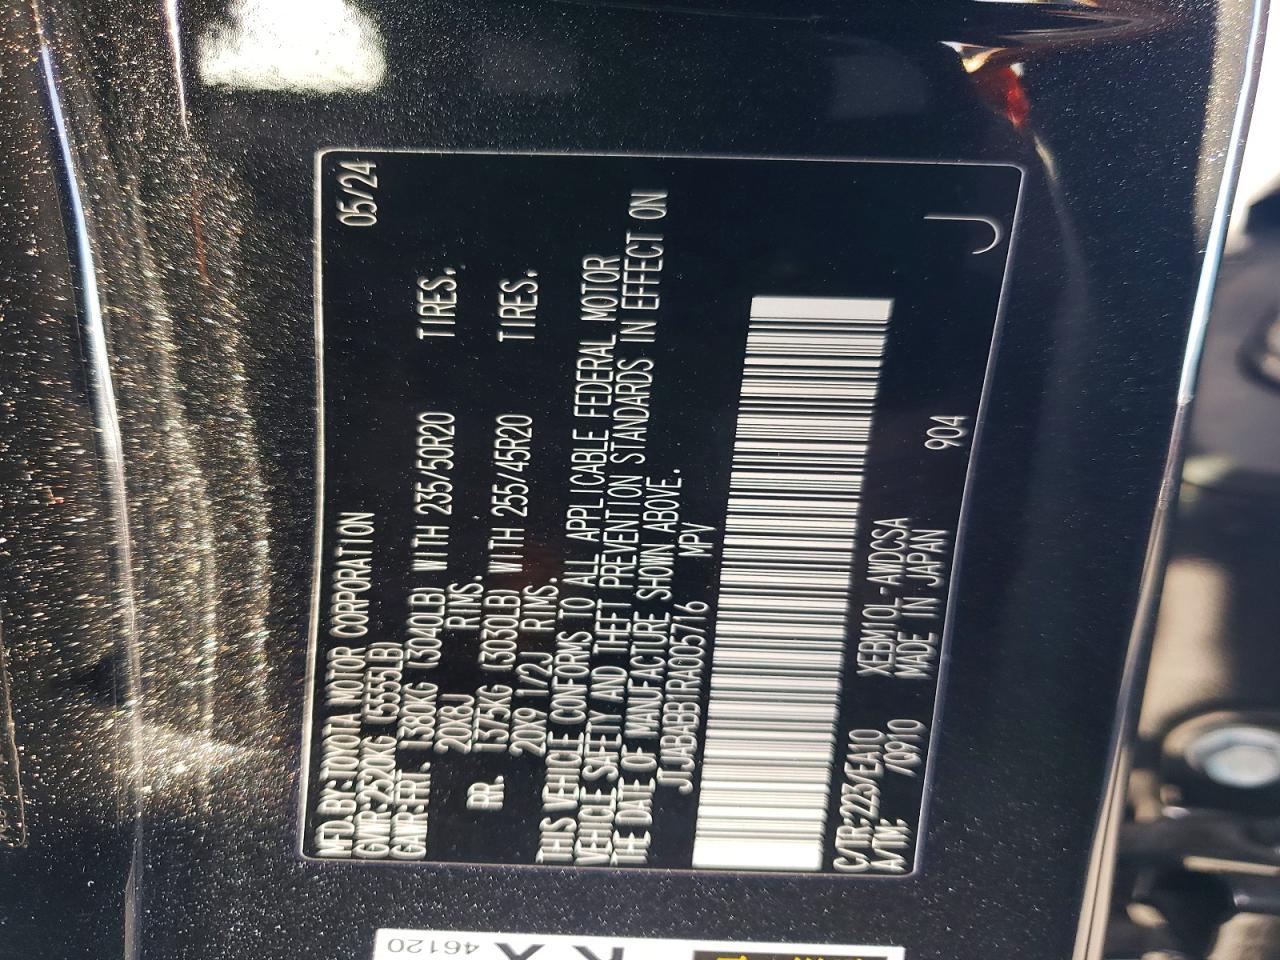 MFD.BY:TOYOTA MOTOR CORPORATION 05/24
GVWR:2520KG (5555LB)
GAWR:FRT. 1380KG (3040LB) WITH 235/50R20 TIRES.
20X8J RIMS.
RR. 1375KG (3030LB) WITH 255/45R20 TIRES.
20X9 1/2J RIMS.
THIS VEHICLE CONFORMS TO ALL APPLICABLE FEDERAL MOTOR
VEHICLE SAFETY AND THEFT PREVENTION STANDARDS IN EFFECT ON
THE DATE OF MANUFACTURE SHOWN ABOVE.
JTJABABB1RA005716 MPV
C/TR:223/EA10 XEBM10L-AWDGSA 904
A/TM: /Q910 MADE IN JAPAN
J
46120